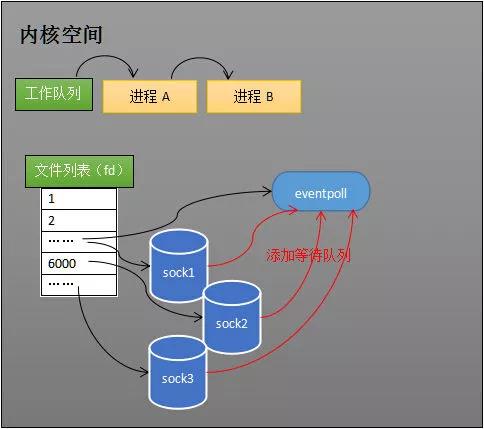 内核空间
工作队列
进程 A
进程 B
文件列表（fd）
1
2
……
6000
……
eventpoll
添加等待队列
sock1
sock2
sock3